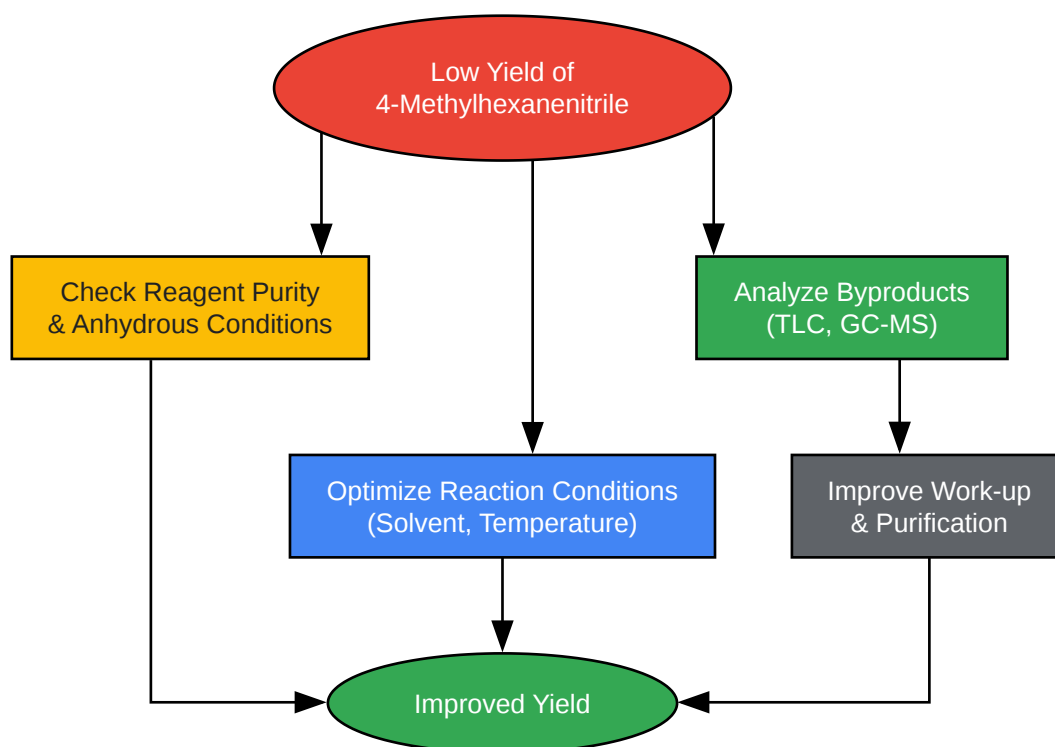 Low Yield of
4-Methylhexanenitrile
Check Reagent Purity
& Anhydrous Conditions
Analyze Byproducts
(TLC, GC-MS)
Optimize Reaction Conditions
(Solvent, Temperature)
Improve Work-up
& Purification
Improved Yield